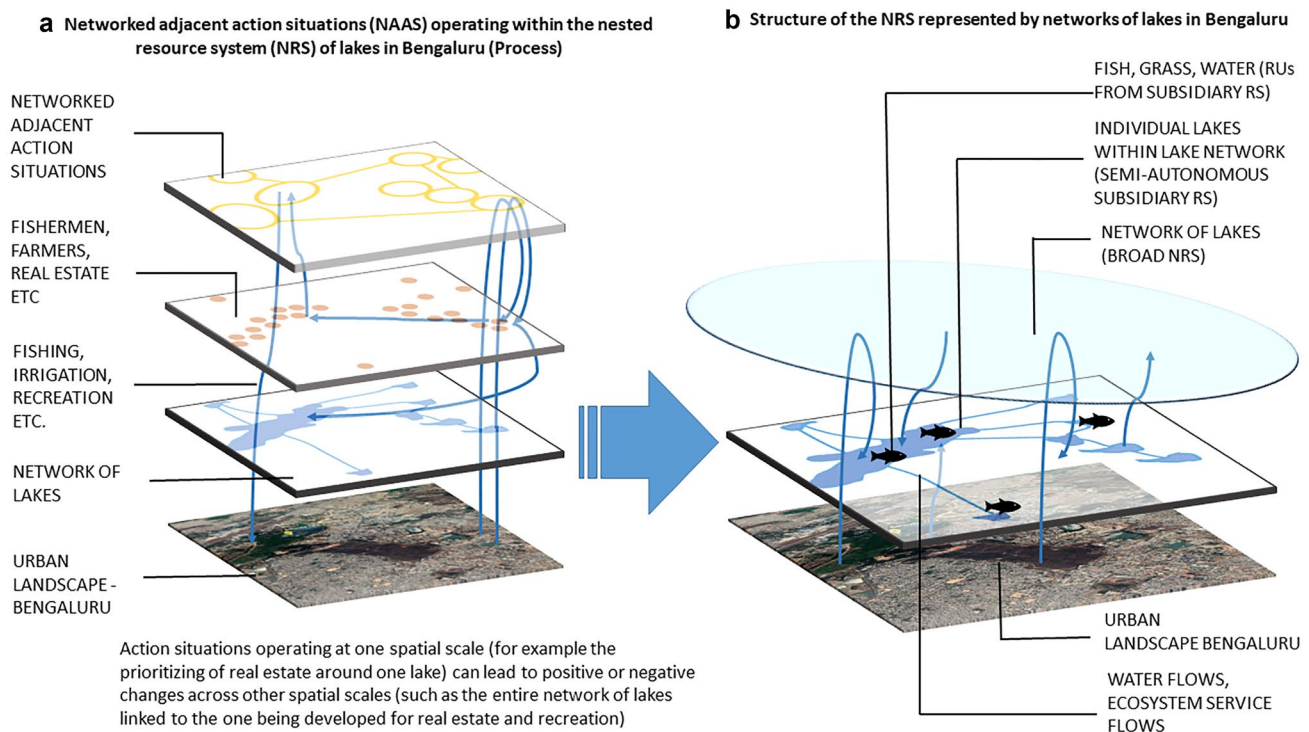 a Networked adjacent action situations (NAAS) operating within the nested
resource system (NRS) of lakes in Bengaluru (Process)
NETWORKED
ADJACENT
ACTION
SITUATIONS
FISHERMEN,
FARMERS,
REAL ESTATE
ETC
FISHING,
IRRIGATION,
RECREATION
ETC.
NETWORK OF
LAKES
URBAN
LANDSCAPE -
BENGALURU
Action situations operating at one spatial scale (for example the
prioritizing of real estate around one lake) can lead to positive or negative
changes across other spatial scales (such as the entire network of lakes
linked to the one being developed for real estate and recreation)
b Structure of the NRS represented by networks of lakes in Bengaluru
FISH, GRASS, WATER (RUs
FROM SUBSIDIARY RS)
INDIVIDUAL LAKES
WITHIN LAKE NETWORK
(SEMI-AUTONOMOUS
SUBSIDIARY RS)
NETWORK OF LAKES
(BROAD NRS)
URBAN
LANDSCAPE BENGALURU
WATER FLOWS,
ECOSYSTEM SERVICE
FLOWS